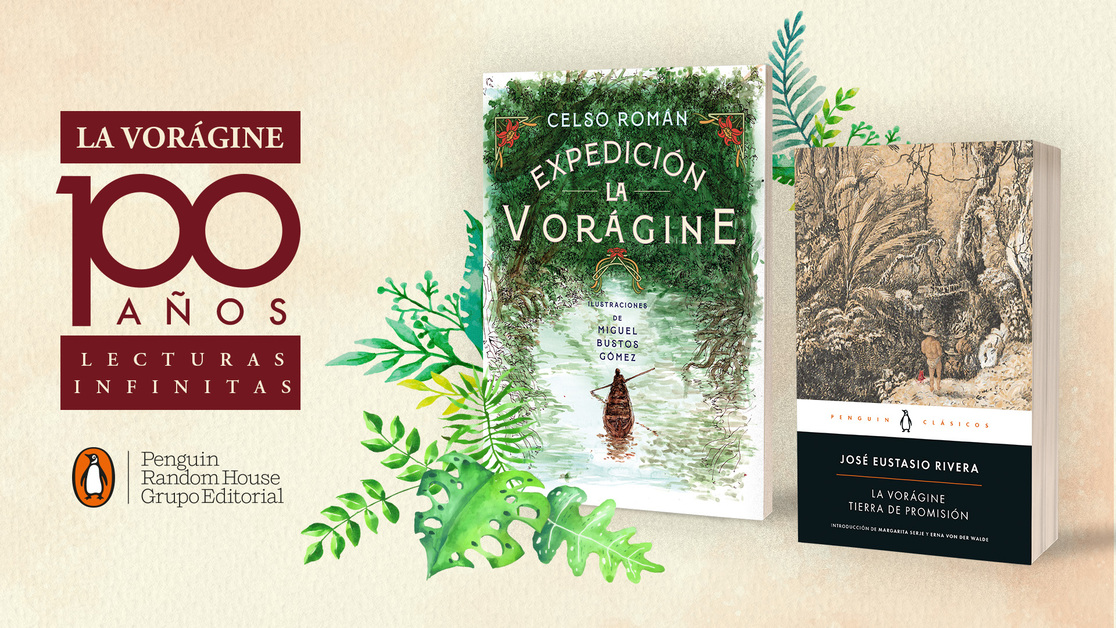 LA VORÁGINE
100
AÑOS
LECTURAS
INFINITAS
Penguin
Random House
Grupo Editorial
CELSO ROMÁN
EXPEDICIÓN
LA
VORÁGINE
ILUSTRACIONES
DE
MIGUEL
BUSTOS
GÓMEZ
PENGUIN CLÁSICOS
JOSÉ EUSTASIO RIVERA
LA VORÁGINE
TIERRA DE PROMISIÓN
INTRODUCCIÓN DE MARGARITA SERJE Y ERNA VON DER WALDE